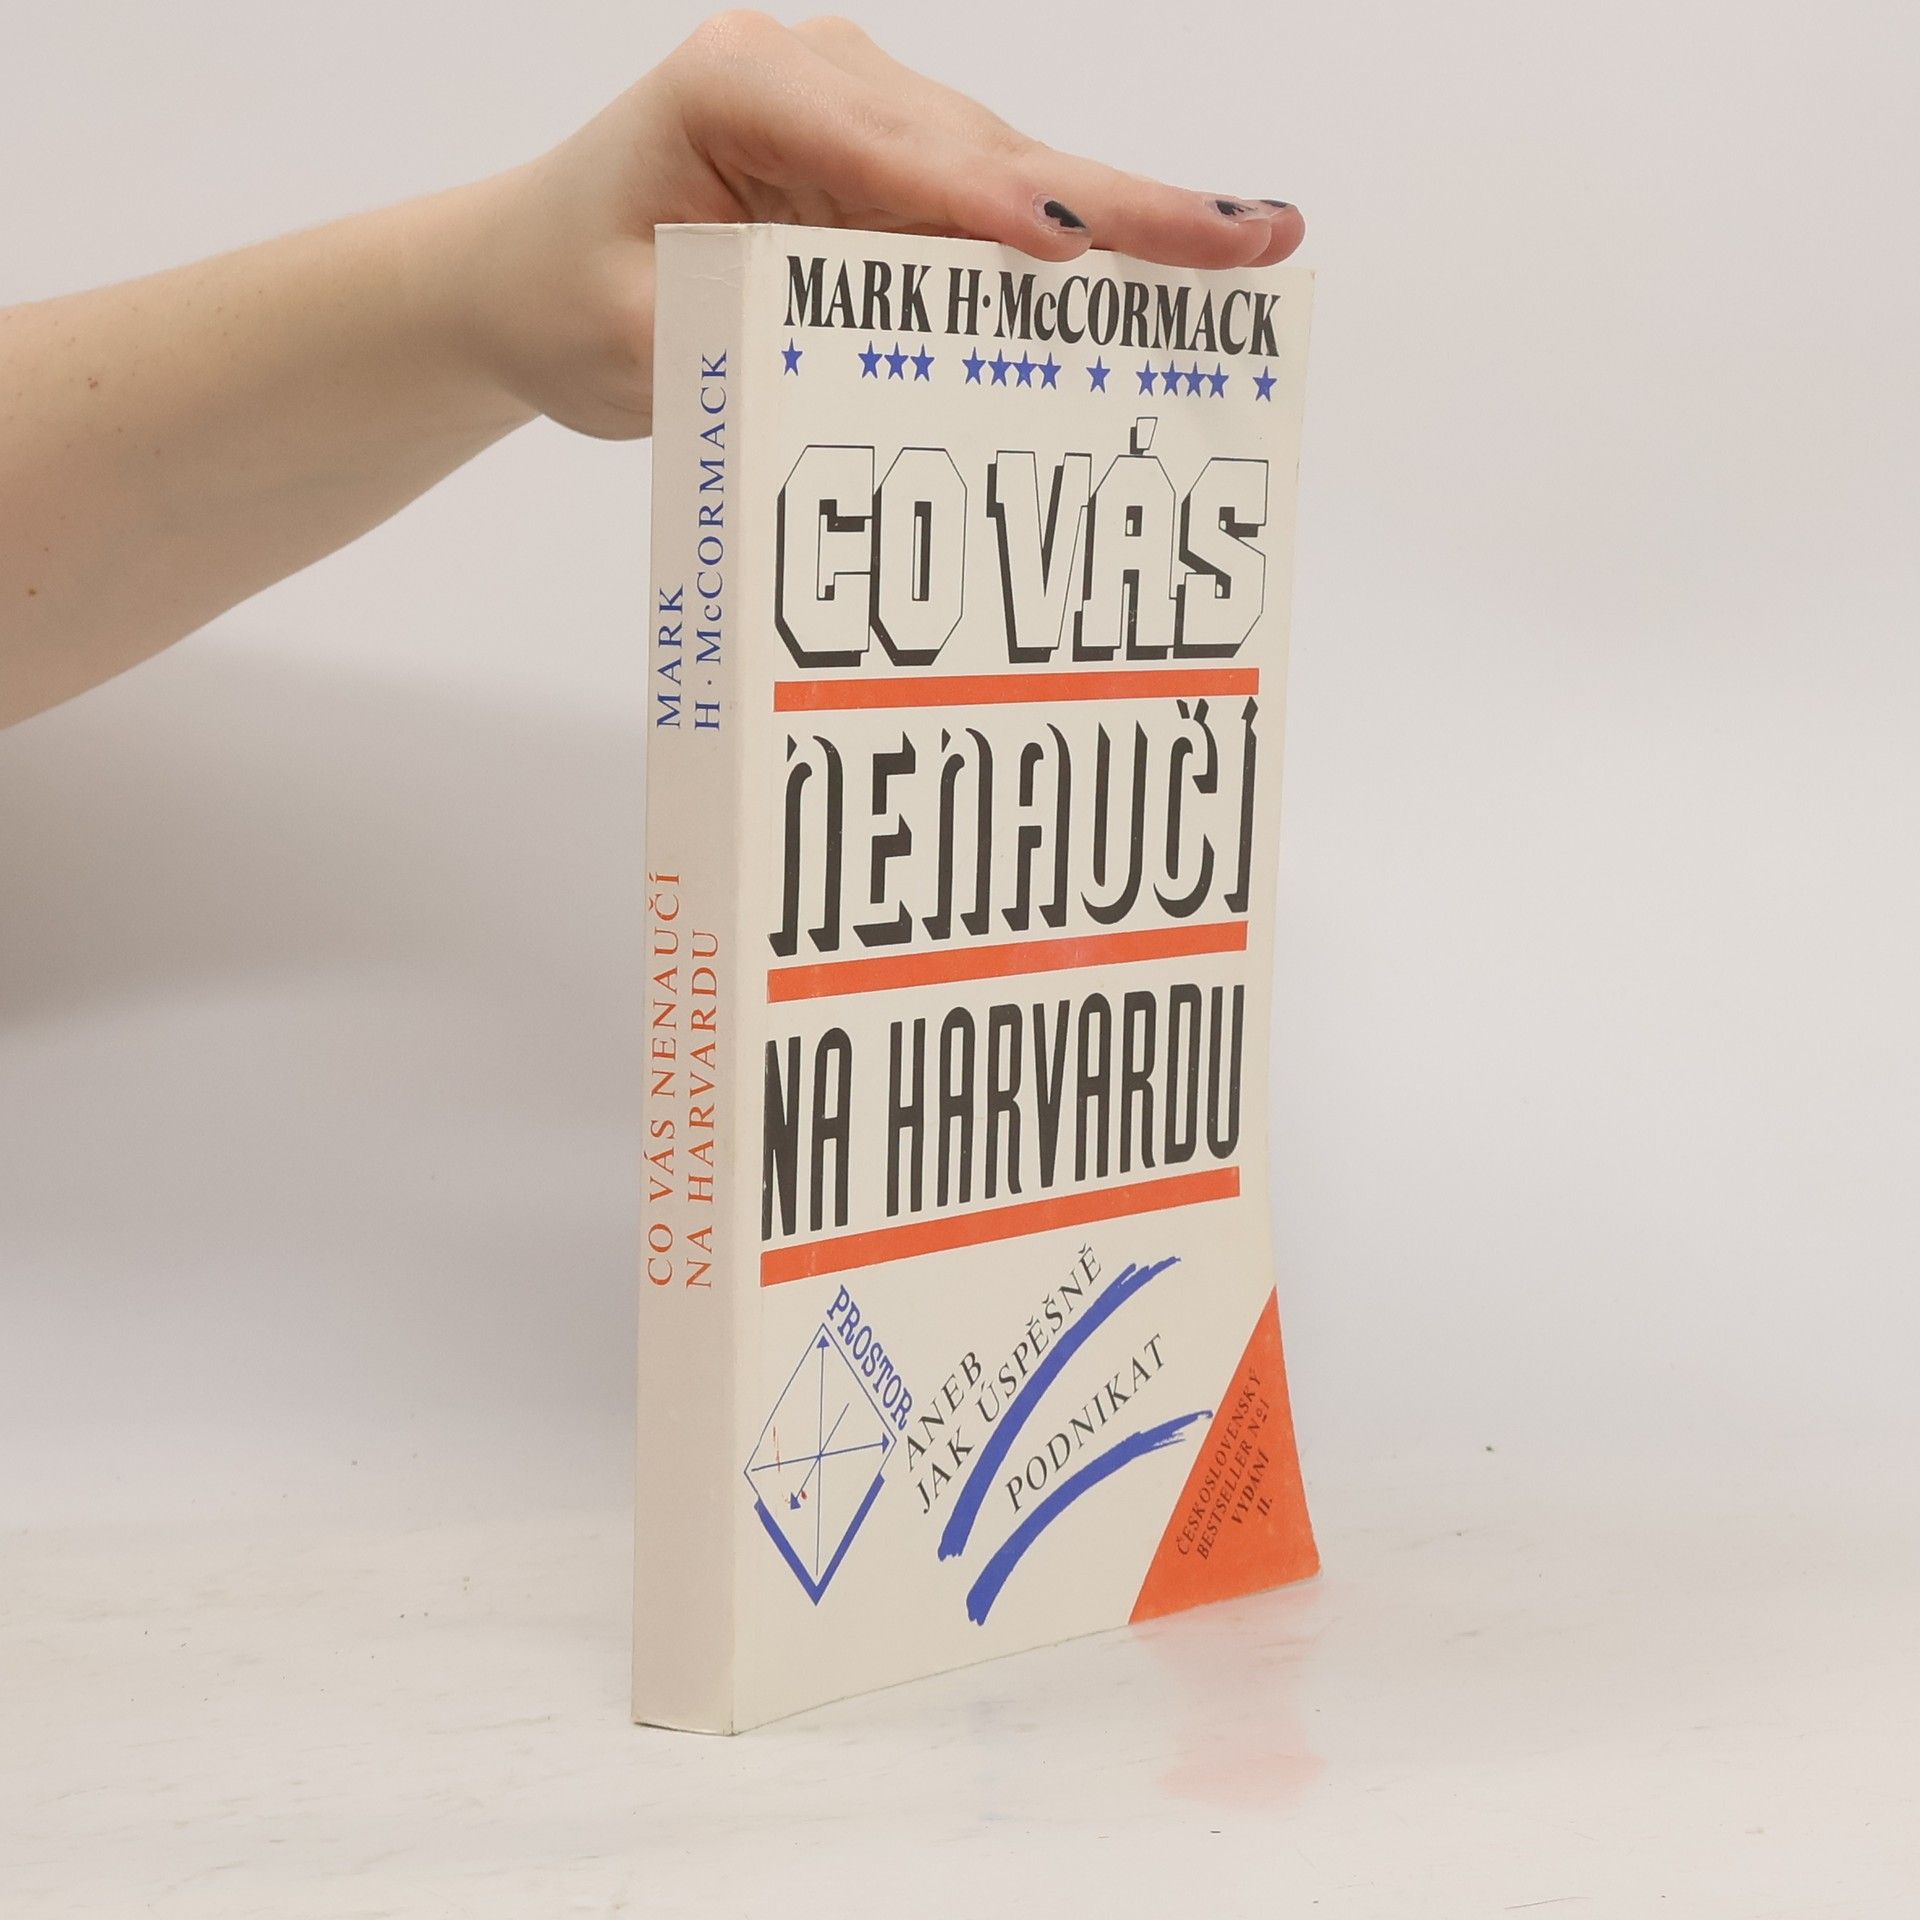 MARK
H·McCORMACK
CO VÁS NENAUČÍ
NA HARVARDU
MARK H·McCORMACK
CO VÁS
NENAUČÍ
NA HARVARDU
PROSTOR
ANEB
JAK ÚSPĚŠNĚ
PODNIKAT
ČESKOSLOVENSKÝ
BESTSELLER Nº1
VYDÁNÍ
II.